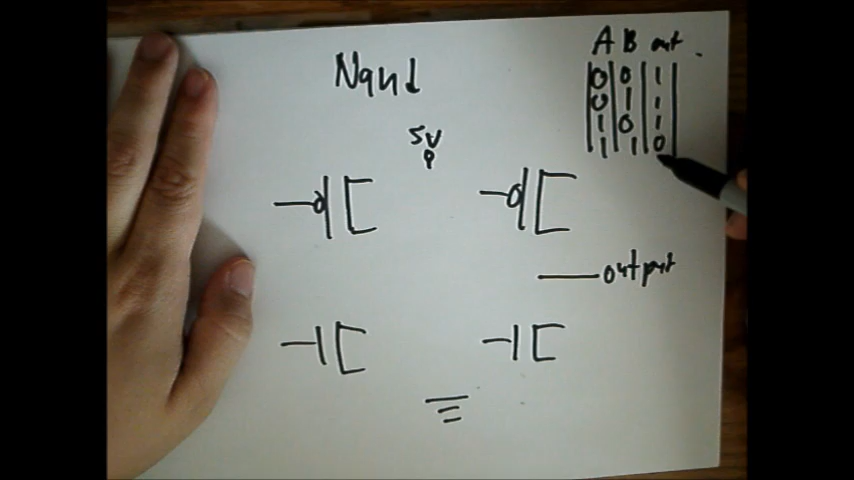 Nand
A B out
0 0 1
0 1 1
1 0 1
1 1 0
5V
output